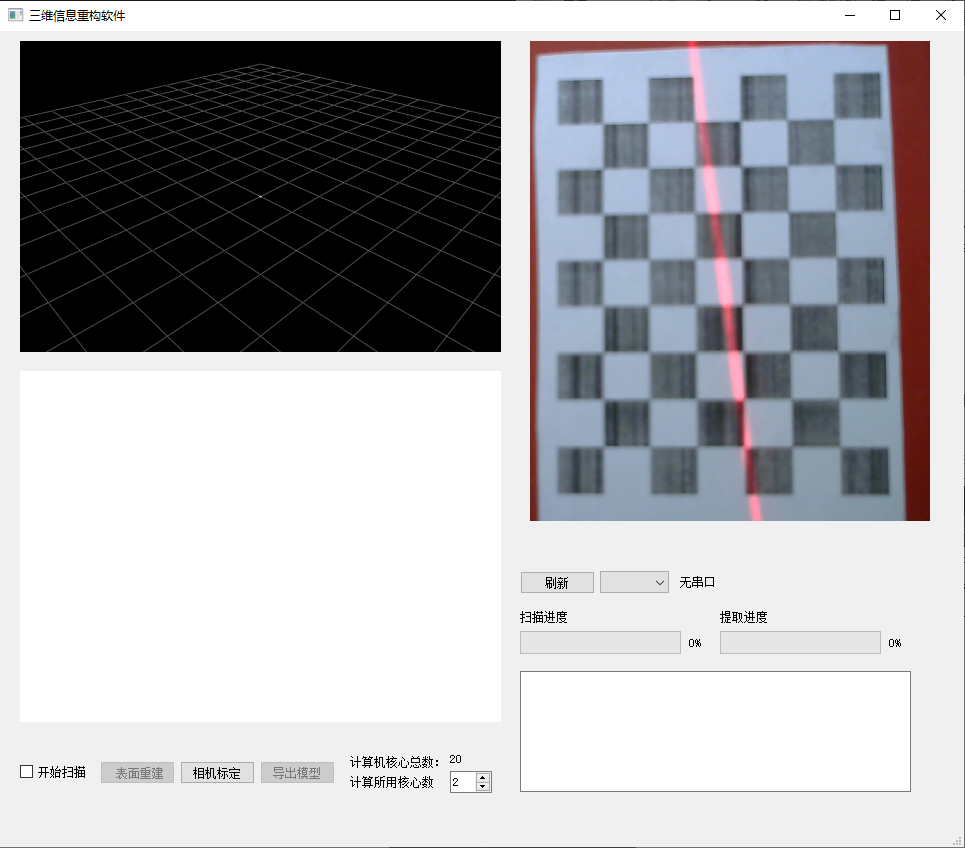 三维信息重构软件
刷新
无串口
扫描进度
提取进度
0%
0%
开始扫描
表面重建
相机标定
导出模型
计算机核心总数: 20
计算所用核心数 2